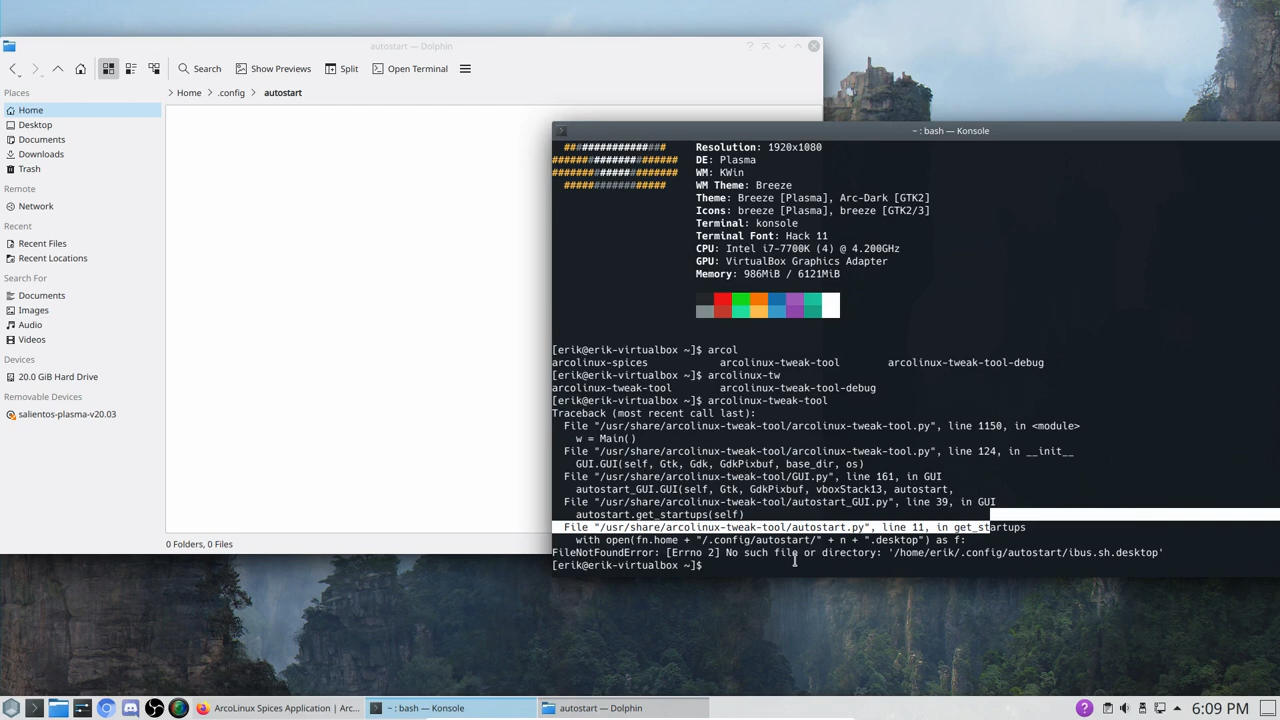 autostart — Dolphin
Search
Show Previews
Split
Open Terminal
Places
Home > .config > autostart
Home
Desktop
Documents
Downloads
Trash
Remote
Network
Recent
Recent Files
Recent Locations
Search For
Documents
Images
Audio
Videos
Devices
20.0 GiB Hard Drive
Removable Devices
salientos-plasma-v20.03
0 Folders, 0 Files
~ : bash — Konsole
############### Resolution: 1920x1080
##################### DE: Plasma
##################### WM: KWin
################# WM Theme: Breeze
Theme: Breeze [Plasma], Arc-Dark [GTK2]
Icons: breeze [Plasma], breeze [GTK2/3]
Terminal: konsole
Terminal Font: Hack 11
CPU: Intel i7-7700K (4) @ 4.200GHz
GPU: VirtualBox Graphics Adapter
Memory: 986MiB / 6121MiB
[erik@erik-virtualbox ~]$ arcol
arcolinux-spices arcolinux-tweak-tool arcolinux-tweak-tool-debug
[erik@erik-virtualbox ~]$ arcolinux-tw
arcolinux-tweak-tool arcolinux-tweak-tool-debug
[erik@erik-virtualbox ~]$ arcolinux-tweak-tool
Traceback (most recent call last):
File "/usr/share/arcolinux-tweak-tool/arcolinux-tweak-tool.py", line 1150, in <module>
w = Main()
File "/usr/share/arcolinux-tweak-tool/arcolinux-tweak-tool.py", line 124, in __init__
GUI.GUI(self, Gtk, Gdk, GdkPixbuf, base_dir, os)
File "/usr/share/arcolinux-tweak-tool/GUI.py", line 161, in GUI
autostart_GUI.GUI(self, Gtk, GdkPixbuf, vboxStack13, autostart,
File "/usr/share/arcolinux-tweak-tool/autostart_GUI.py", line 39, in GUI
autostart.get_startups(self)
File "/usr/share/arcolinux-tweak-tool/autostart.py", line 11, in get_startups
with open(fn.home + "/.config/autostart/" + n + ".desktop") as f:
FileNotFoundError: [Errno 2] No such file or directory: '/home/erik/.config/autostart/ibus.sh.desktop'
[erik@erik-virtualbox ~]$
ArcoLinux Spices Application | Arc...
~ : bash — Konsole
autostart — Dolphin
6:09 PM